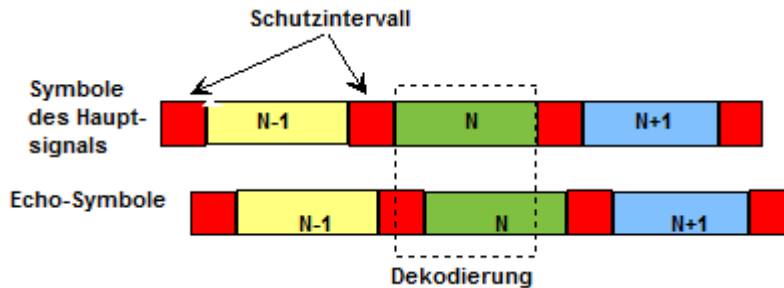 Schutzintervall
Symbole
des Haupt-
signals
N-1
N
N+1
Echo-Symbole
N-1
N
N+1
Dekodierung